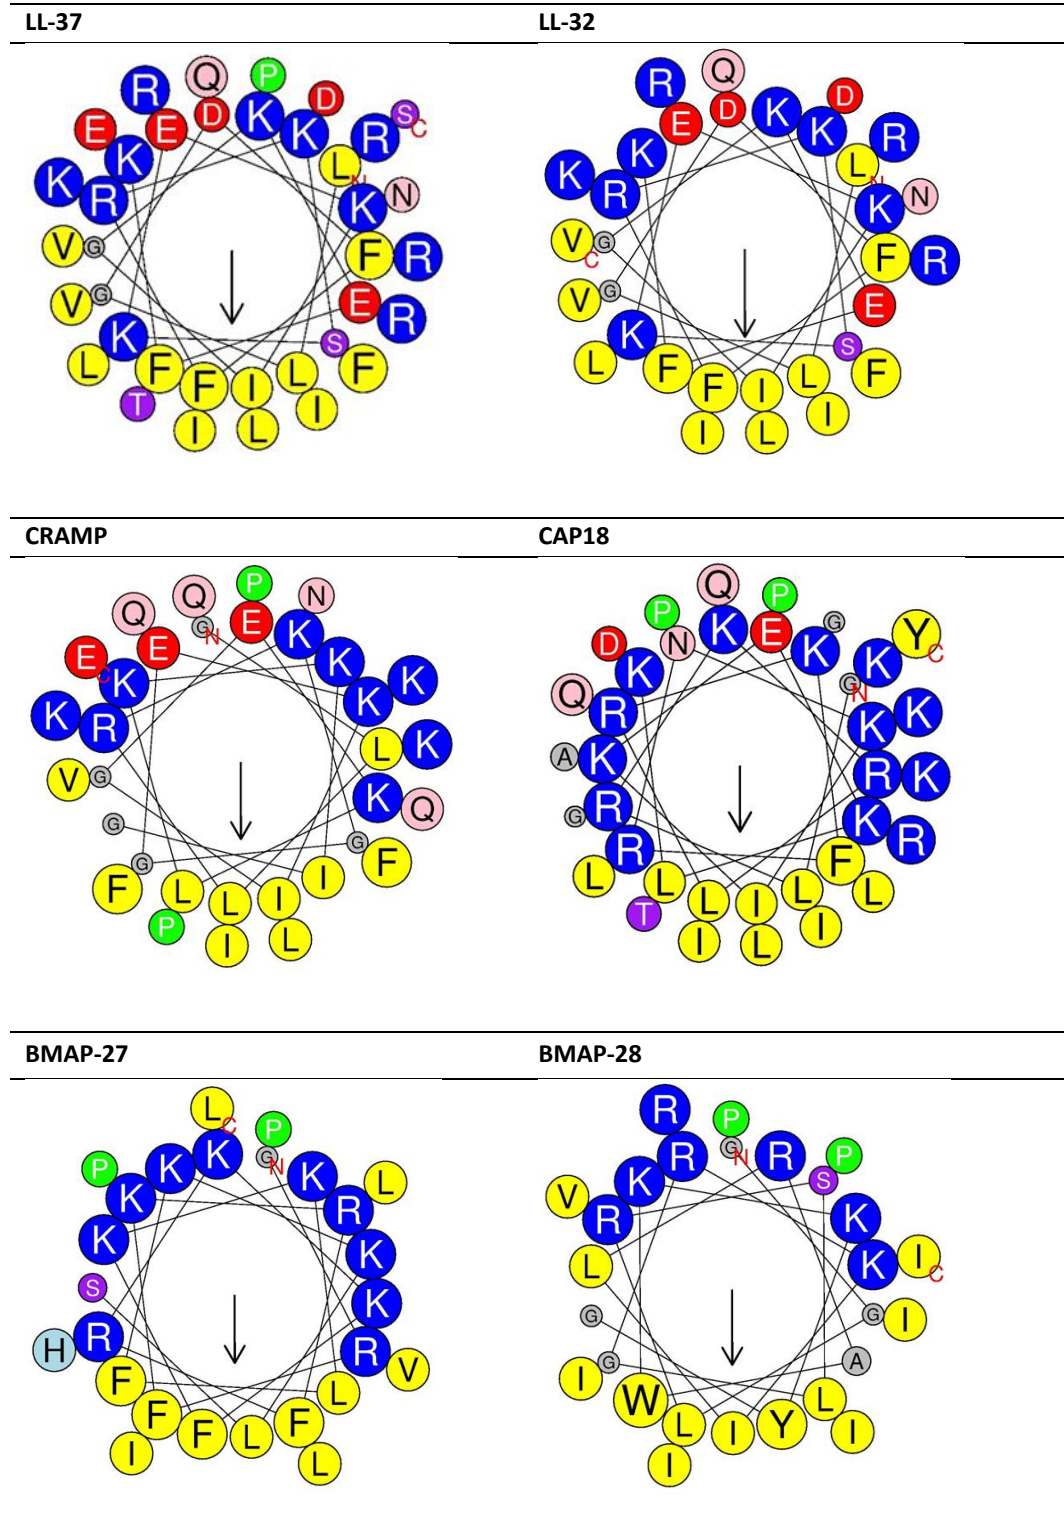 LL-37
Q P
R D D K S
E E K R C
K L
K R N K N
V G F R
V G E R
K S
L F F I L F
T I
I L
LL-32
Q
R D K D
E K R
K L
K R N K N
V G F R
C
V G E
K S
L F F I L F
I
I L
CRAMP
P N
Q Q
E G N E K
E C K K K K
K R L K
V G K Q
G
G G F
F L L I I
P I L
CAP18
Q P
P G Y
D N K E K C
K G N K
Q R K K
A K R K
G R K R
R F
L L L I L L
T I
I L
BMAP-27
L C P
K K G N K
P K R L
K K
S K
H R R V
F L
F F L F
I L
BMAP-28
R P
R G N R S P
V R K K
L K I C
G G I
I G A
W L
L I Y I
I